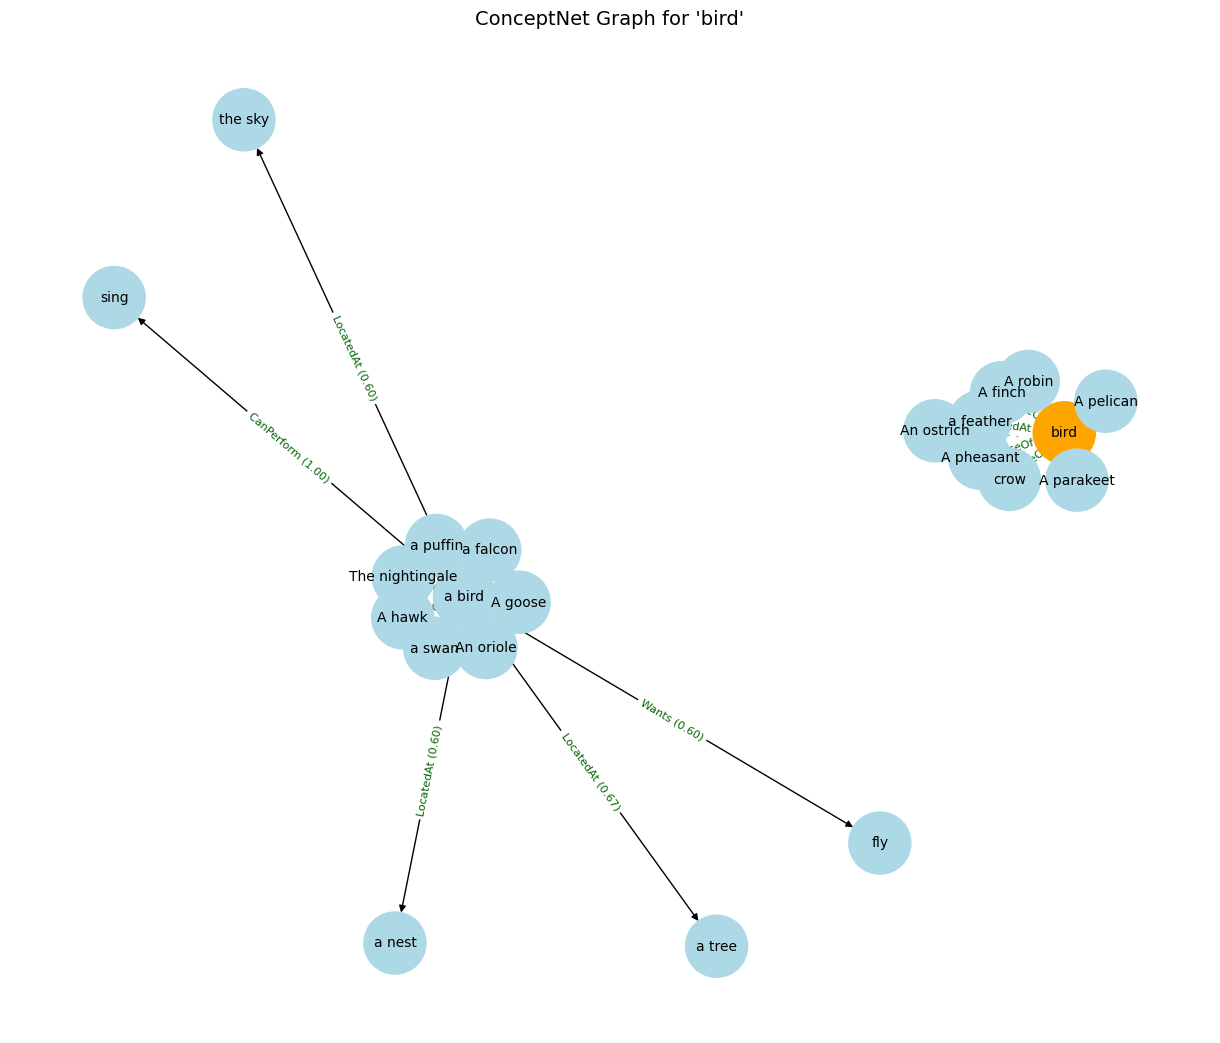 ConceptNet Graph for 'bird'
the sky
sing
LocatedAt (0.60)
A robin
A finch
A pelican
a feather
An ostrich
bird
A pheasant
crow
A parakeet
CanPerform (1.00)
a puffin
a falcon
The nightingale
a bird
A goose
A hawk
a swan
An oriole
Wants (0.60)
LocatedAt (0.60)
LocatedAt (0.67)
fly
a nest
a tree